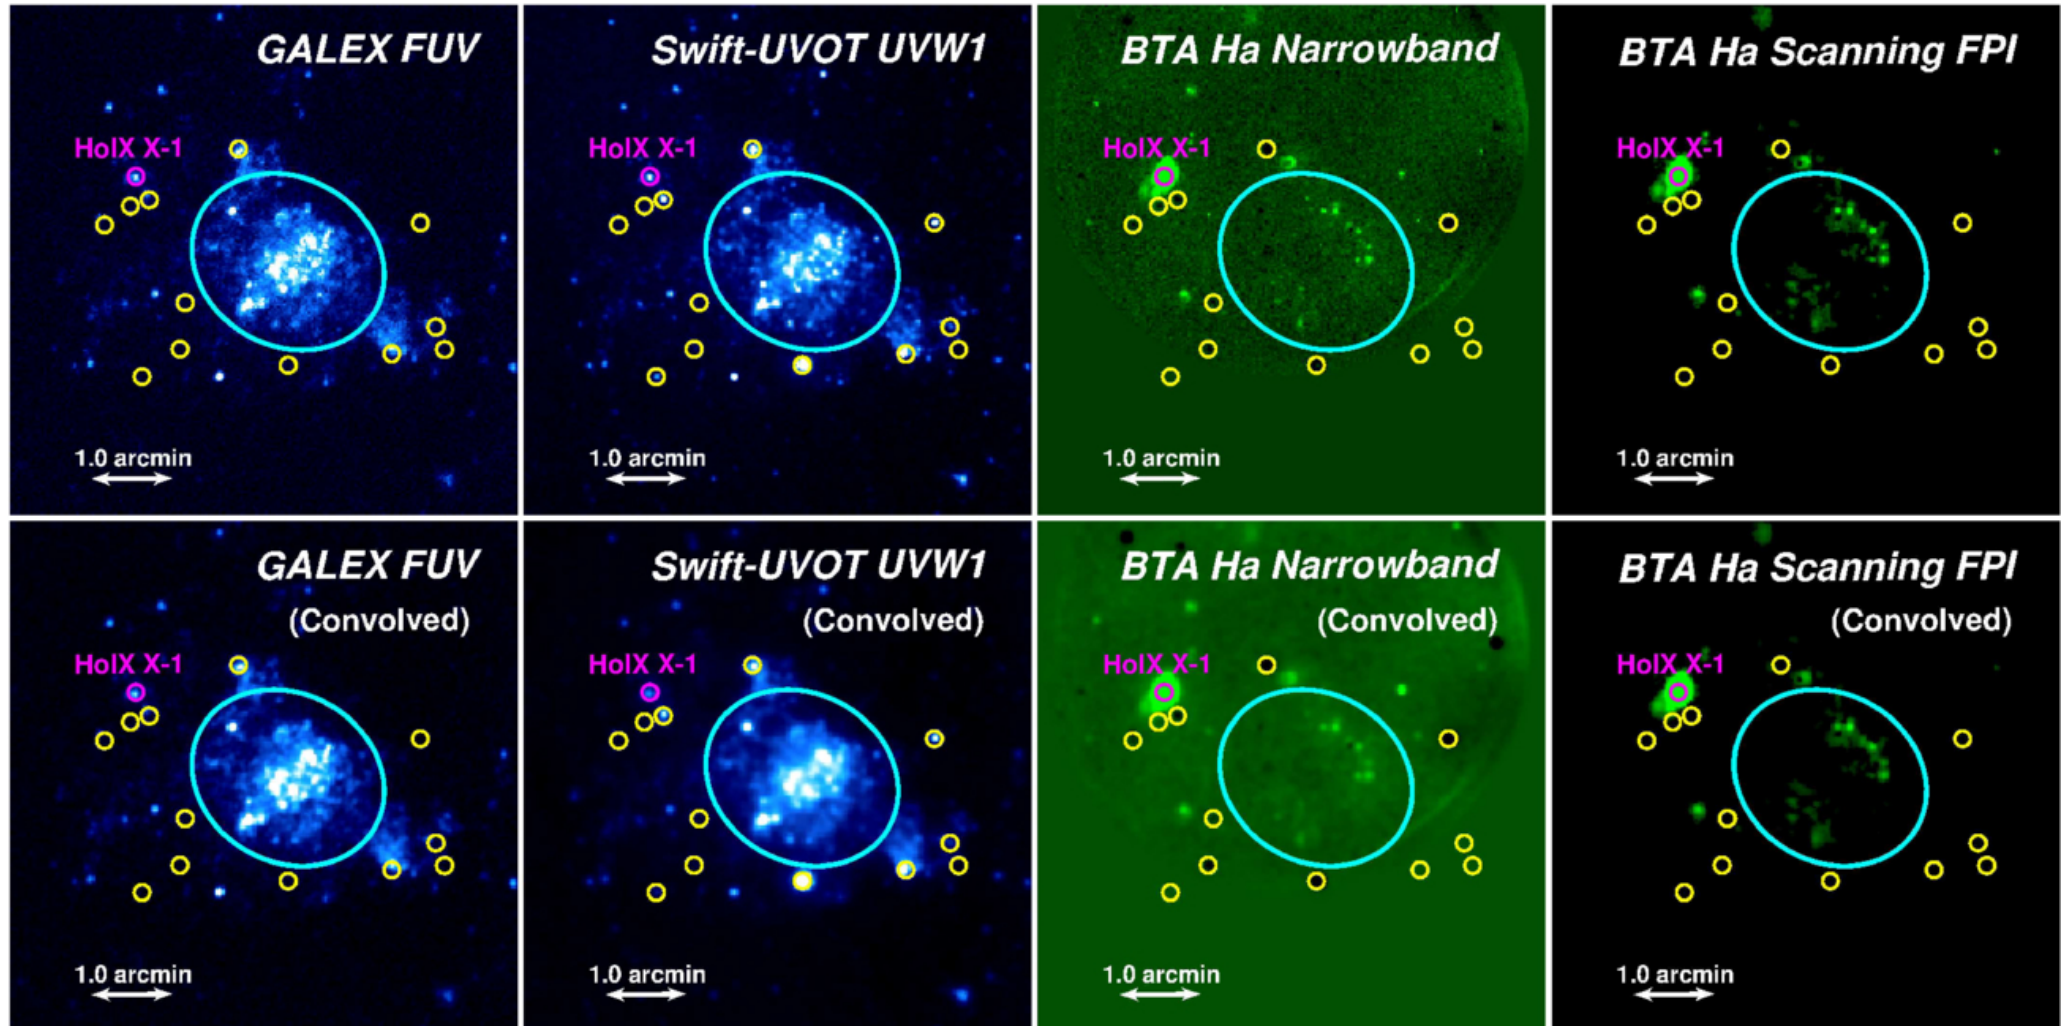 GALEX FUV
HoIX X-1
1.0 arcmin
Swift-UVOT UVW1
HoIX X-1
1.0 arcmin
BTA Ha Narrowband
HoIX X-1
1.0 arcmin
BTA Ha Scanning FPI
HoIX X-1
1.0 arcmin
GALEX FUV
(Convolved)
HoIX X-1
1.0 arcmin
Swift-UVOT UVW1
(Convolved)
HoIX X-1
1.0 arcmin
BTA Ha Narrowband
(Convolved)
HoIX X-1
1.0 arcmin
BTA Ha Scanning FPI
(Convolved)
HoIX X-1
1.0 arcmin